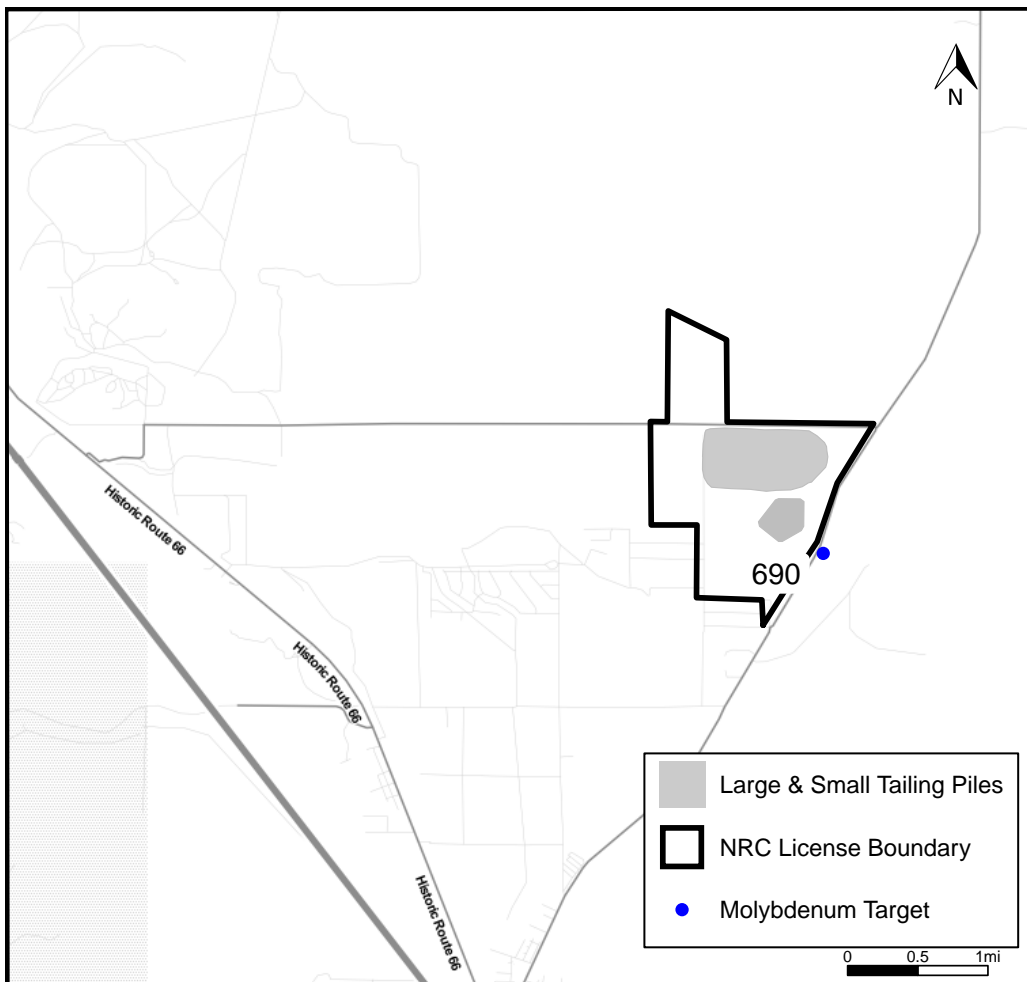 N
Historic Route 66
690
Historic Route 66
Historic Route 66
Large & Small Tailing Piles
NRC License Boundary
Molybdenum Target
0 0.5 1mi